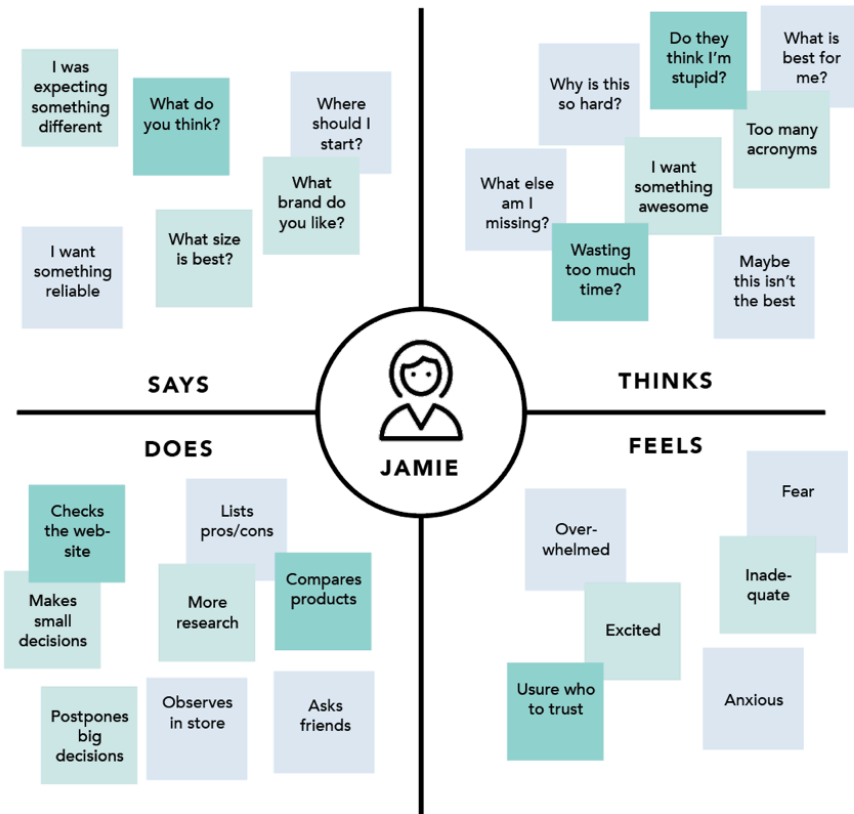 I was
expecting
something
different
What do
you think?
Where
should I
start?
What
brand do
you like?
What size
is best?
I want
something
reliable
SAYS
Do they
think I'm
stupid?
What is
best for
me?
Why is this
so hard?
Too many
acronyms
I want
something
awesome
What else
am I
missing?
Wasting
too much
time?
Maybe
this isn't
the best
THINKS
JAMIE
DOES
Checks
the web-
site
Lists
pros/cons
Compares
products
Makes
small
decisions
More
research
Postpones
big
decisions
Observes
in store
Asks
friends
FEELS
Fear
Over-
whelmed
Inade-
quate
Excited
Usure who
to trust
Anxious